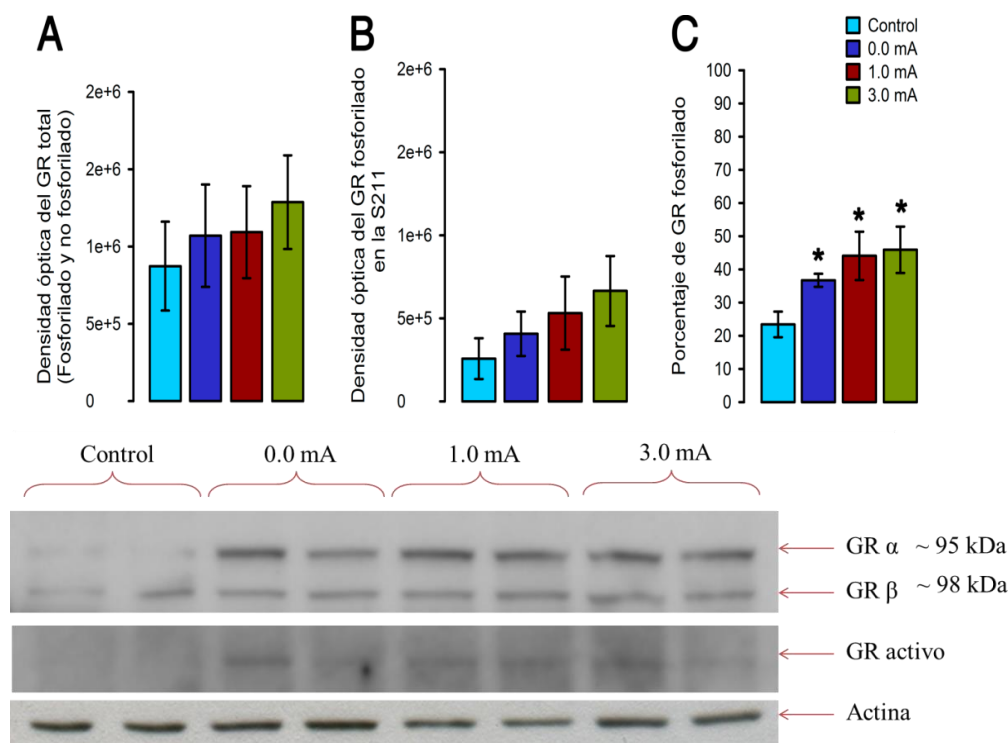 A
B
C
Control
0.0 mA
1.0 mA
3.0 mA
Densidad óptica del GR total
(Fosforilado y no fosforilado)
2e+6
2e+6
1e+6
5e+5
0
Densidad óptica del GR fosforilado
en la S211
2e+6
2e+6
1e+6
5e+5
0
Porcentaje de GR fosforilado
100
90
80
70
60
50
40
30
20
10
0
*
*
*
Control
0.0 mA
1.0 mA
3.0 mA
GR α ~ 95 kDa
GR β ~ 98 kDa
GR activo
Actina